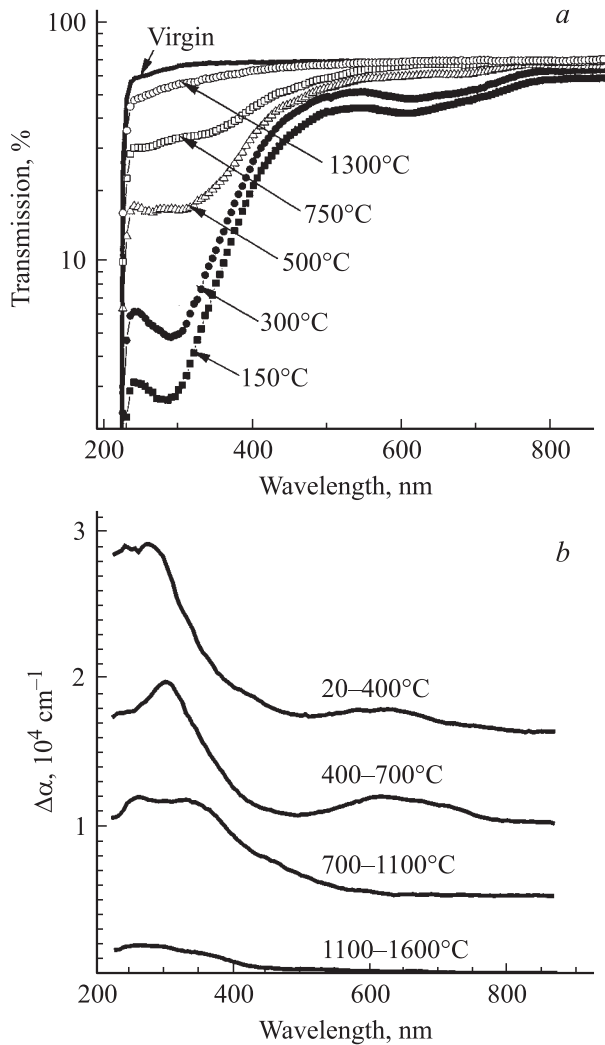 a
100
Virgin
1300°C
750°C
10
500°C
300°C
150°C
Transmission, %
200 400 600 800
Wavelength, nm
b
3
20–400°C
2
400–700°C
1
700–1100°C
1100–1600°C
Δα, 10⁴ cm⁻¹
200 400 600 800
Wavelength, nm